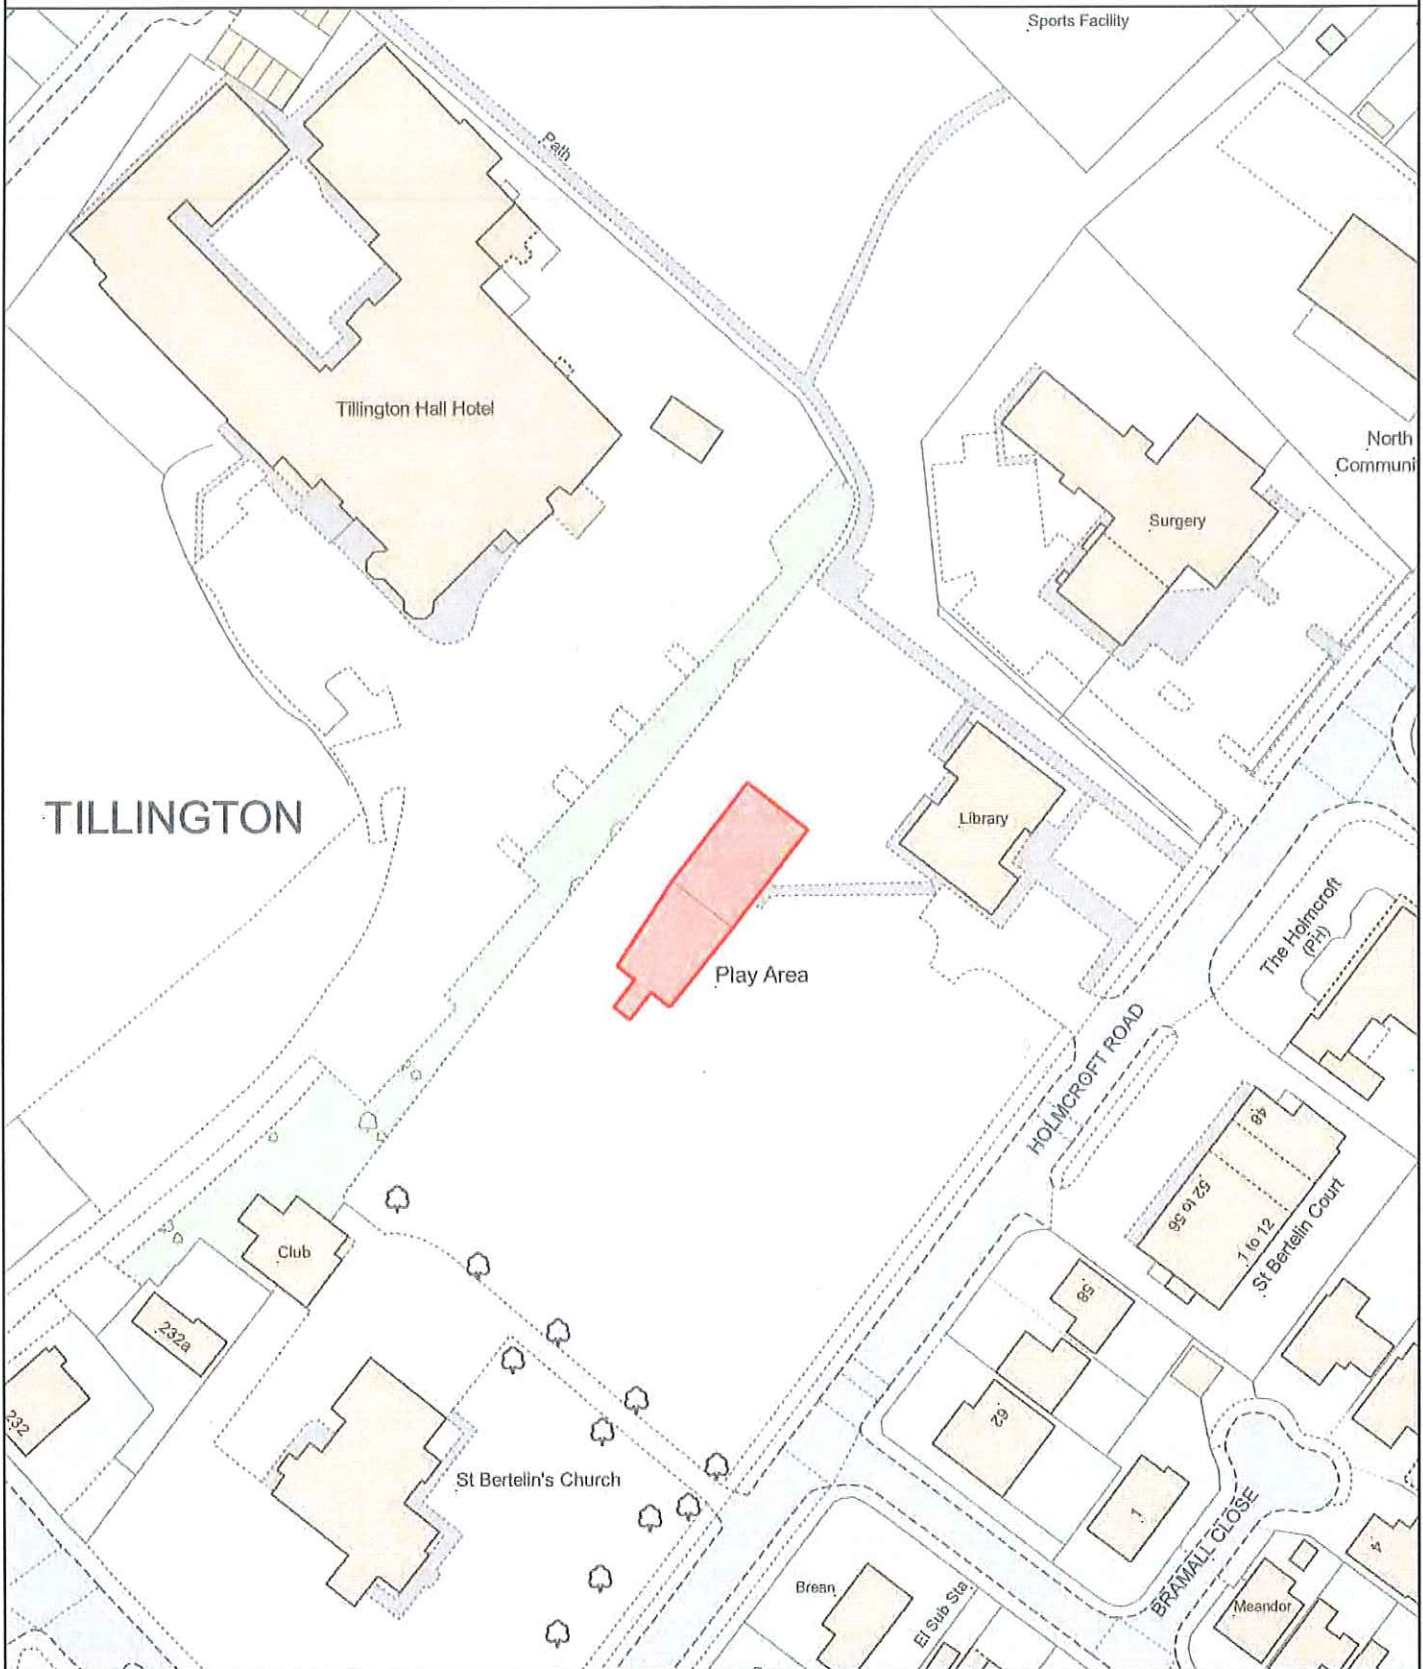 Sports Facility
Path
Tillington Hall Hotel
North
Communi
Surgery
TILLINGTON
Library
The Holmcroft
(PH)
Play Area
HOLMCROFT ROAD
48
52 to 56
1 to 12
St Bertelin Court
Club
58
232a
232
62
St Bertelin's Church
1
BRAMALL CLOSE
4
Brean
El Sub Sta
Meandor